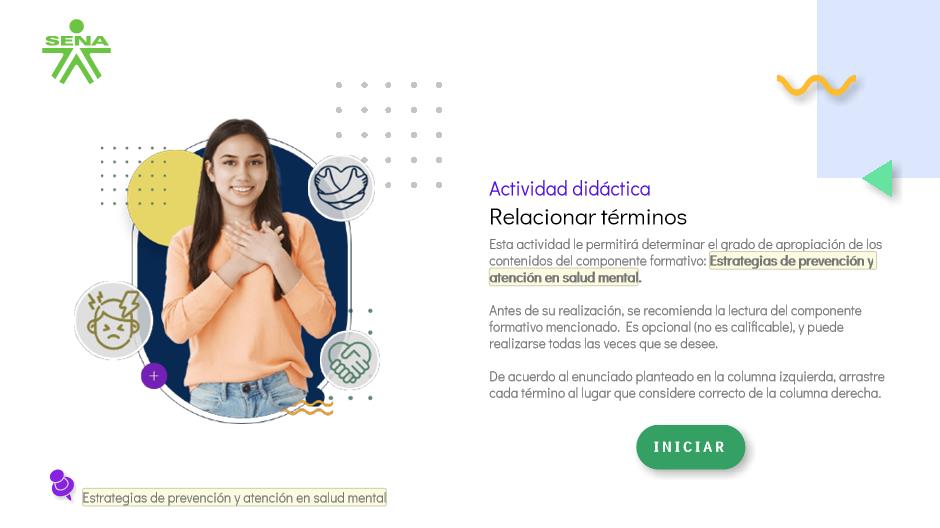 SENA
Actividad didáctica
Relacionar términos
Esta actividad le permitirá determinar el grado de apropiación de los
contenidos del componente formativo: Estrategias de prevención y
atención en salud mental.
Antes de su realización, se recomienda la lectura del componente
formativo mencionado. Es opcional (no es calificable), y puede
realizarse todas las veces que se desee.
De acuerdo al enunciado planteado en la columna izquierda, arrastre
cada término al lugar que considere correcto de la columna derecha.
INICIAR
Estrategias de prevención y atención en salud mental